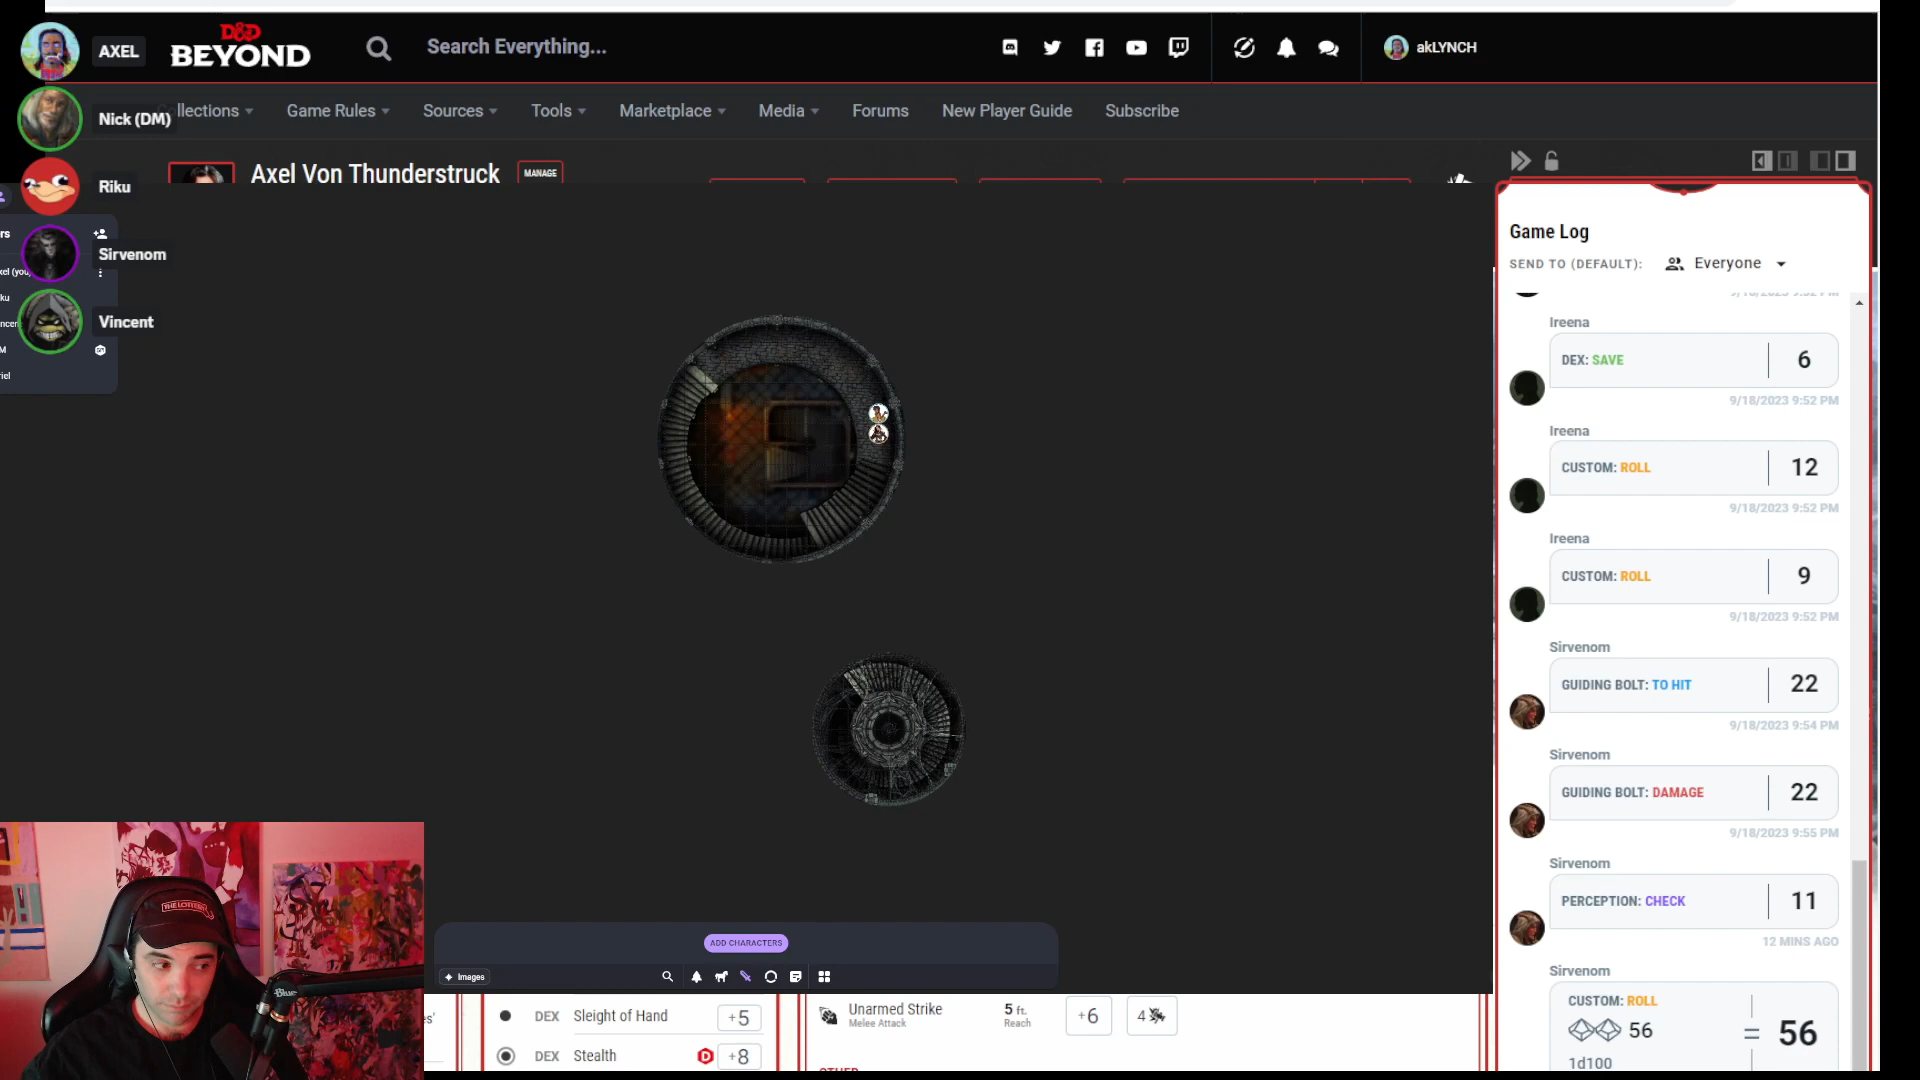 AXEL
D&D
BEYOND
Search Everything...
akLYNCH
Nick (DM)
llections
Game Rules
Sources
Tools
Marketplace
Media
Forums
New Player Guide
Subscribe
Riku
Axel Von Thunderstruck
MANAGE
rs
Sirvenom
xel (you)
ku
Vincent
M
riel
Game Log
SEND TO (DEFAULT):
Everyone
Ireena
DEX: SAVE
6
9/18/2023 9:52 PM
Ireena
CUSTOM: ROLL
12
9/18/2023 9:52 PM
Ireena
CUSTOM: ROLL
9
9/18/2023 9:52 PM
Sirvenom
GUIDING BOLT: TO HIT
22
9/18/2023 9:54 PM
Sirvenom
GUIDING BOLT: DAMAGE
22
9/18/2023 9:55 PM
Sirvenom
PERCEPTION: CHECK
11
12 MINS AGO
Sirvenom
CUSTOM: ROLL
56
= 56
1d100
ADD CHARACTERS
Images
DEX Sleight of Hand +5
DEX Stealth +8
Unarmed Strike
Melee Attack
5 ft.
Reach
+6
4